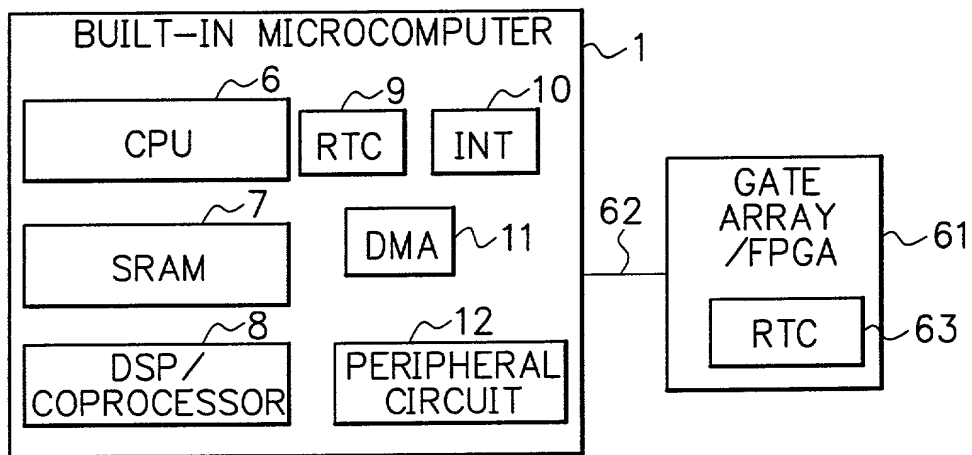 BUILT-IN MICROCOMPUTER
1
6
CPU
9
RTC
10
INT
7
SRAM
DMA
11
8
DSP/
COPROCESSOR
12
PERIPHERAL
CIRCUIT
62
GATE
ARRAY
/FPGA
61
RTC
63